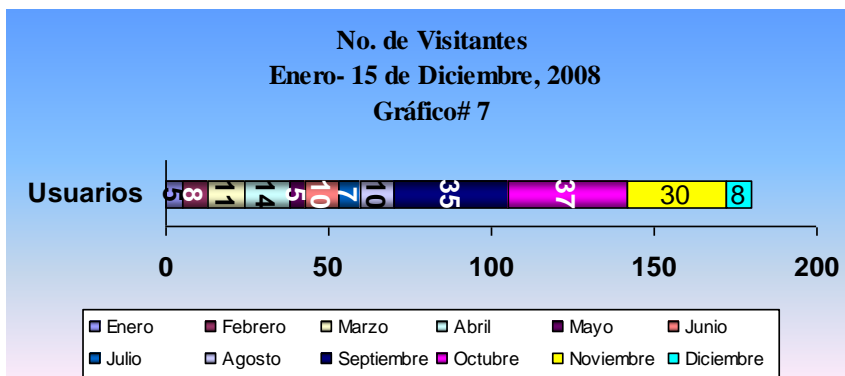 No. de Visitantes
Enero- 15 de Diciembre, 2008
Gráfico# 7
Usuarios 5 8 11 14 5 10 7 10 35 37 30 8
0 50 100 150 200
Enero Febrero Marzo Abril Mayo Junio
Julio Agosto Septiembre Octubre Noviembre Diciembre